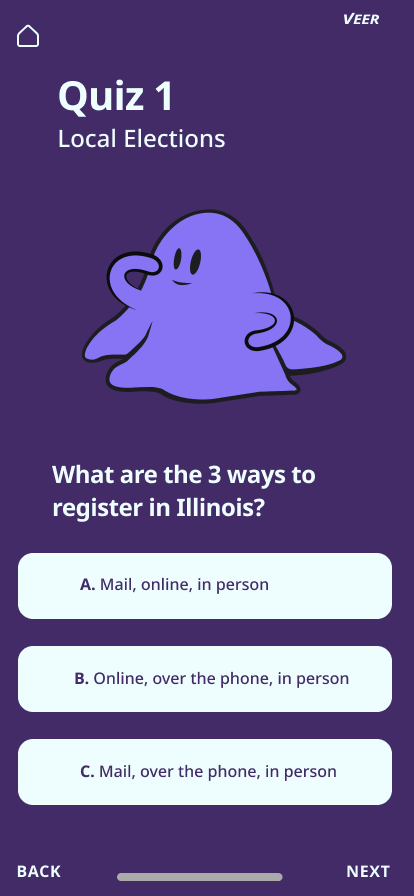 VEER
Quiz 1
Local Elections
What are the 3 ways to
register in Illinois?
A. Mail, online, in person
B. Online, over the phone, in person
C. Mail, over the phone, in person
BACK
NEXT